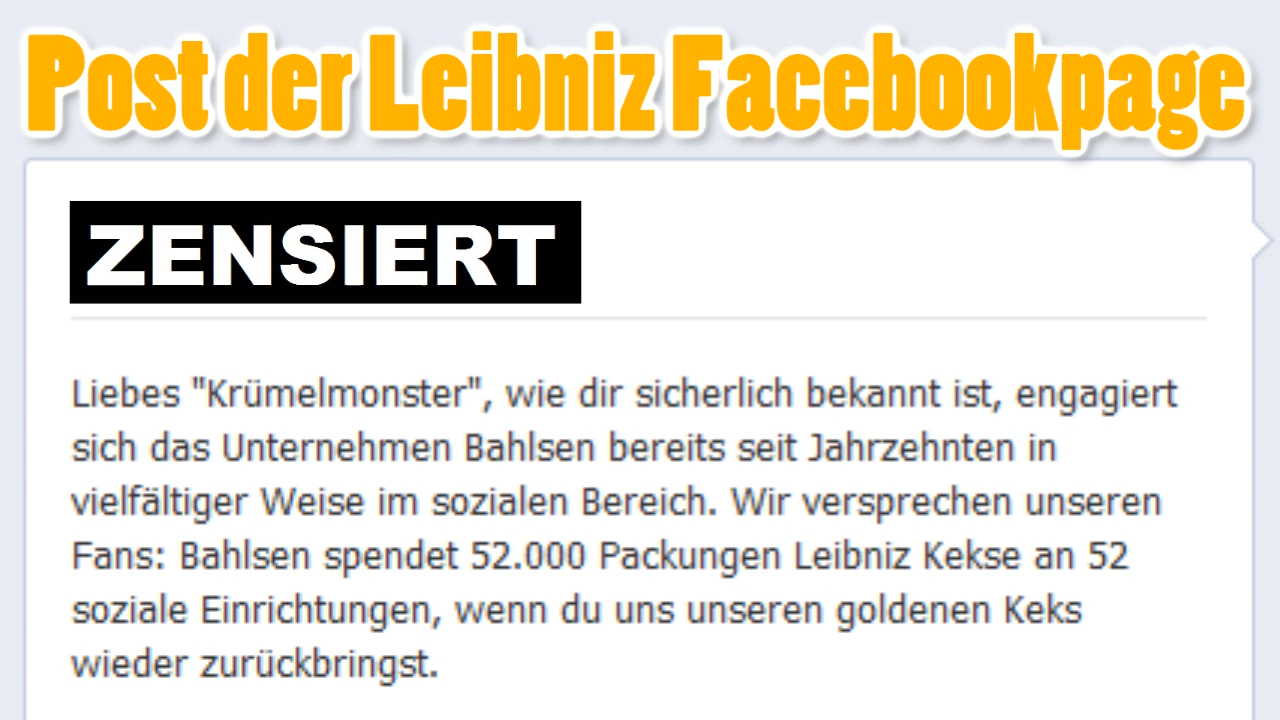 Post der Leibniz Facebookpage
ZENSIERT
Liebes "Krümelmonster", wie dir sicherlich bekannt ist, engagiert
sich das Unternehmen Bahlsen bereits seit Jahrzehnten in
vielfältiger Weise im sozialen Bereich. Wir versprechen unseren
Fans: Bahlsen spendet 52.000 Packungen Leibniz Kekse an 52
soziale Einrichtungen, wenn du uns unseren goldenen Keks
wieder zurückbringst.